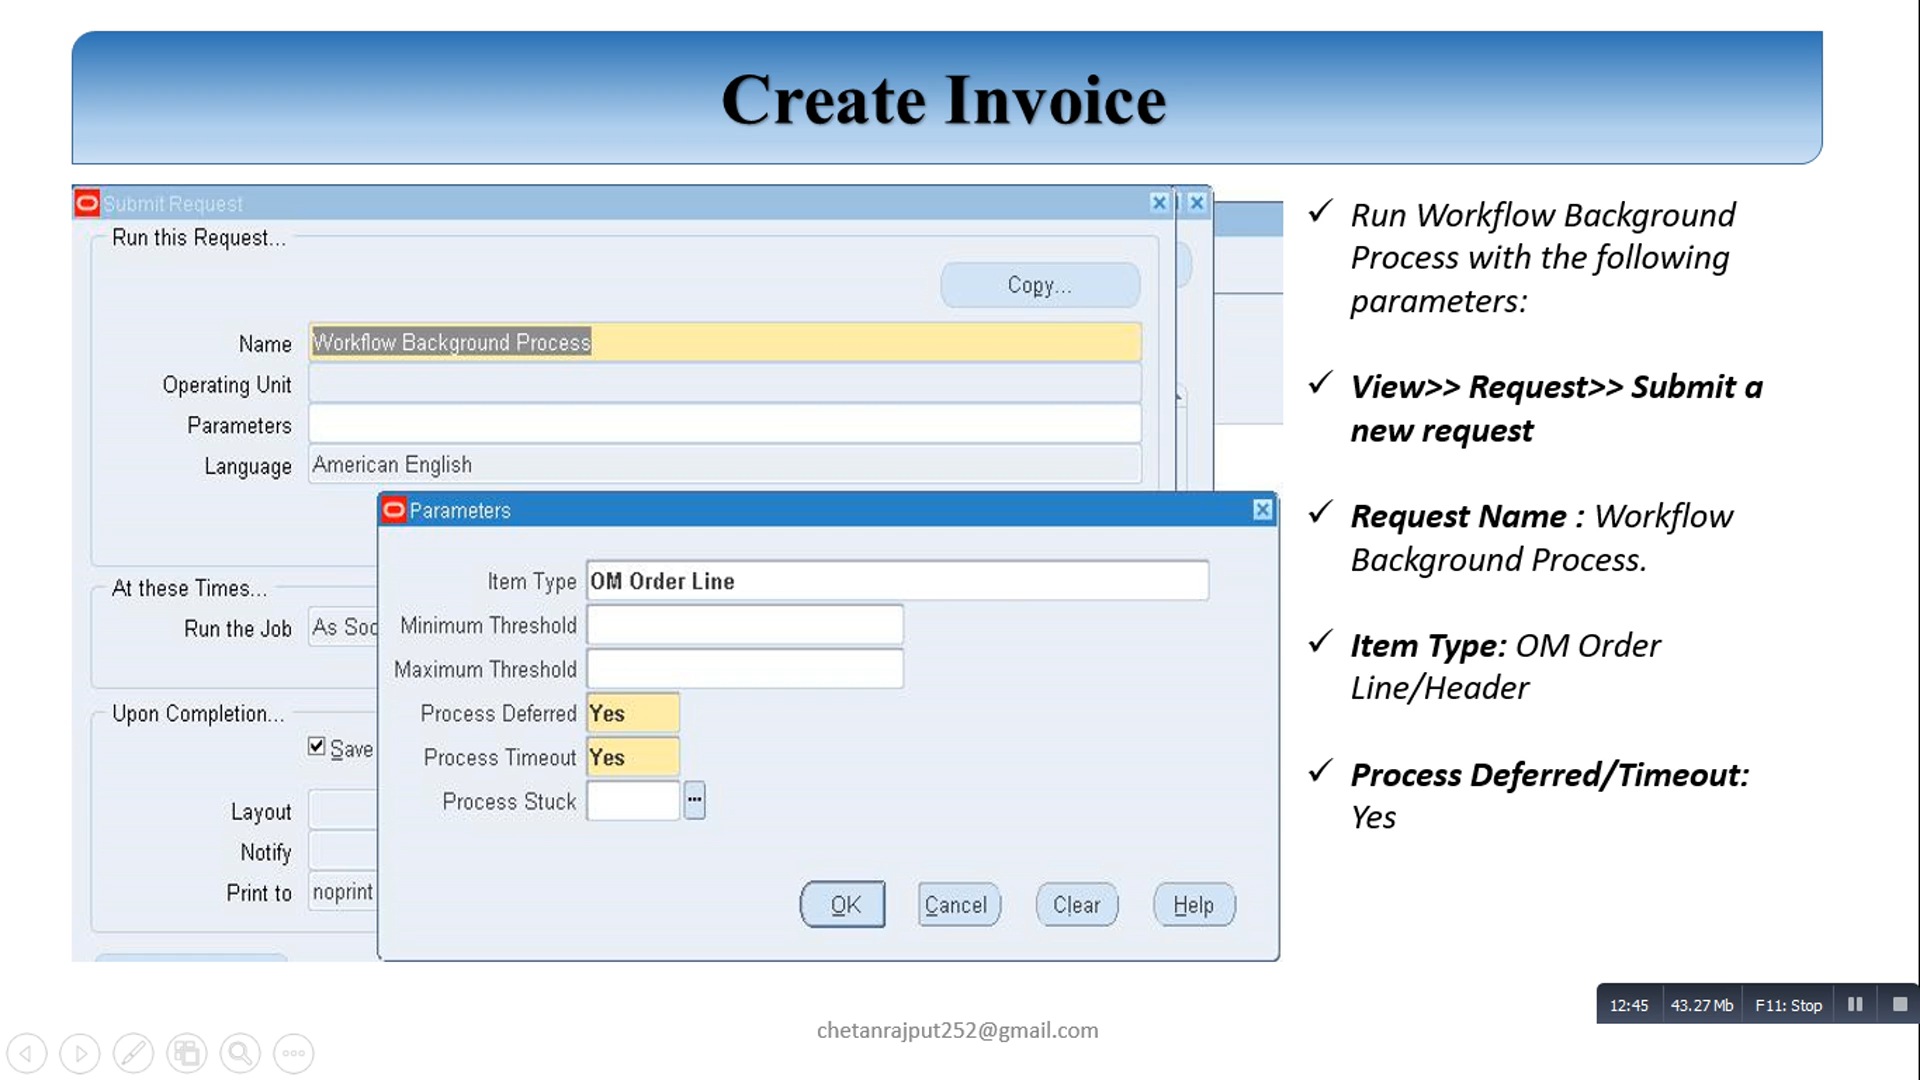 Create Invoice
Submit Request
Run this Request...
Copy...
Name Workflow Background Process
Operating Unit
Parameters
Language American English
Parameters
Item Type OM Order Line
Minimum Threshold
Maximum Threshold
Process Deferred Yes
Process Timeout Yes
Process Stuck
OK Cancel Clear Help
At these Times...
Run the Job As Soo
Upon Completion...
Save
Layout
Notify
Print to noprint
✓ Run Workflow Background
Process with the following
parameters:
✓ View>> Request>> Submit a
new request
✓ Request Name : Workflow
Background Process.
✓ Item Type: OM Order
Line/Header
✓ Process Deferred/Timeout:
Yes
12:45 43.27 Mb F11: Stop
chetanrajput252@gmail.com